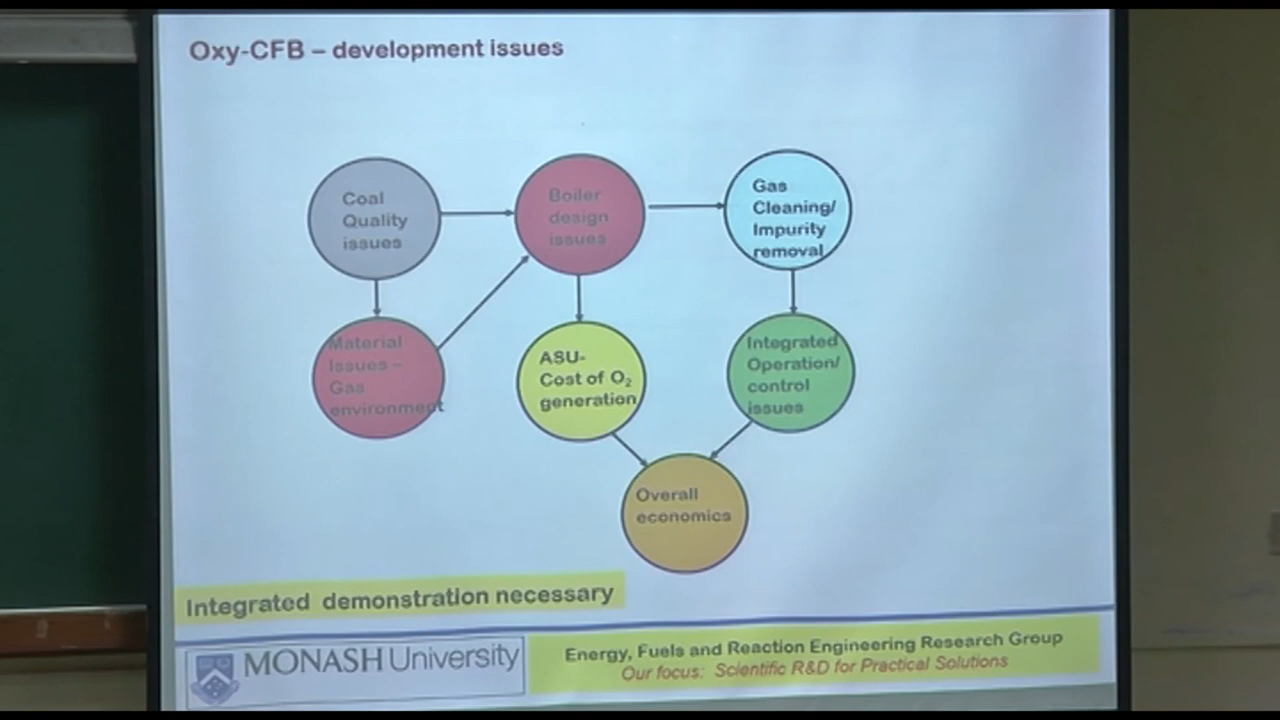 Oxy-CFB – development issues
Coal
Quality
issues
Boiler
design
issues
Gas
Cleaning/
Impurity
removal
Material
Issues –
Gas
environment
ASU-
Cost of O₂
generation
Integrated
Operation/
control
issues
Overall
economics
Integrated demonstration necessary
MONASH University
Energy, Fuels and Reaction Engineering Research Group
Our focus: Scientific R&D for Practical Solutions